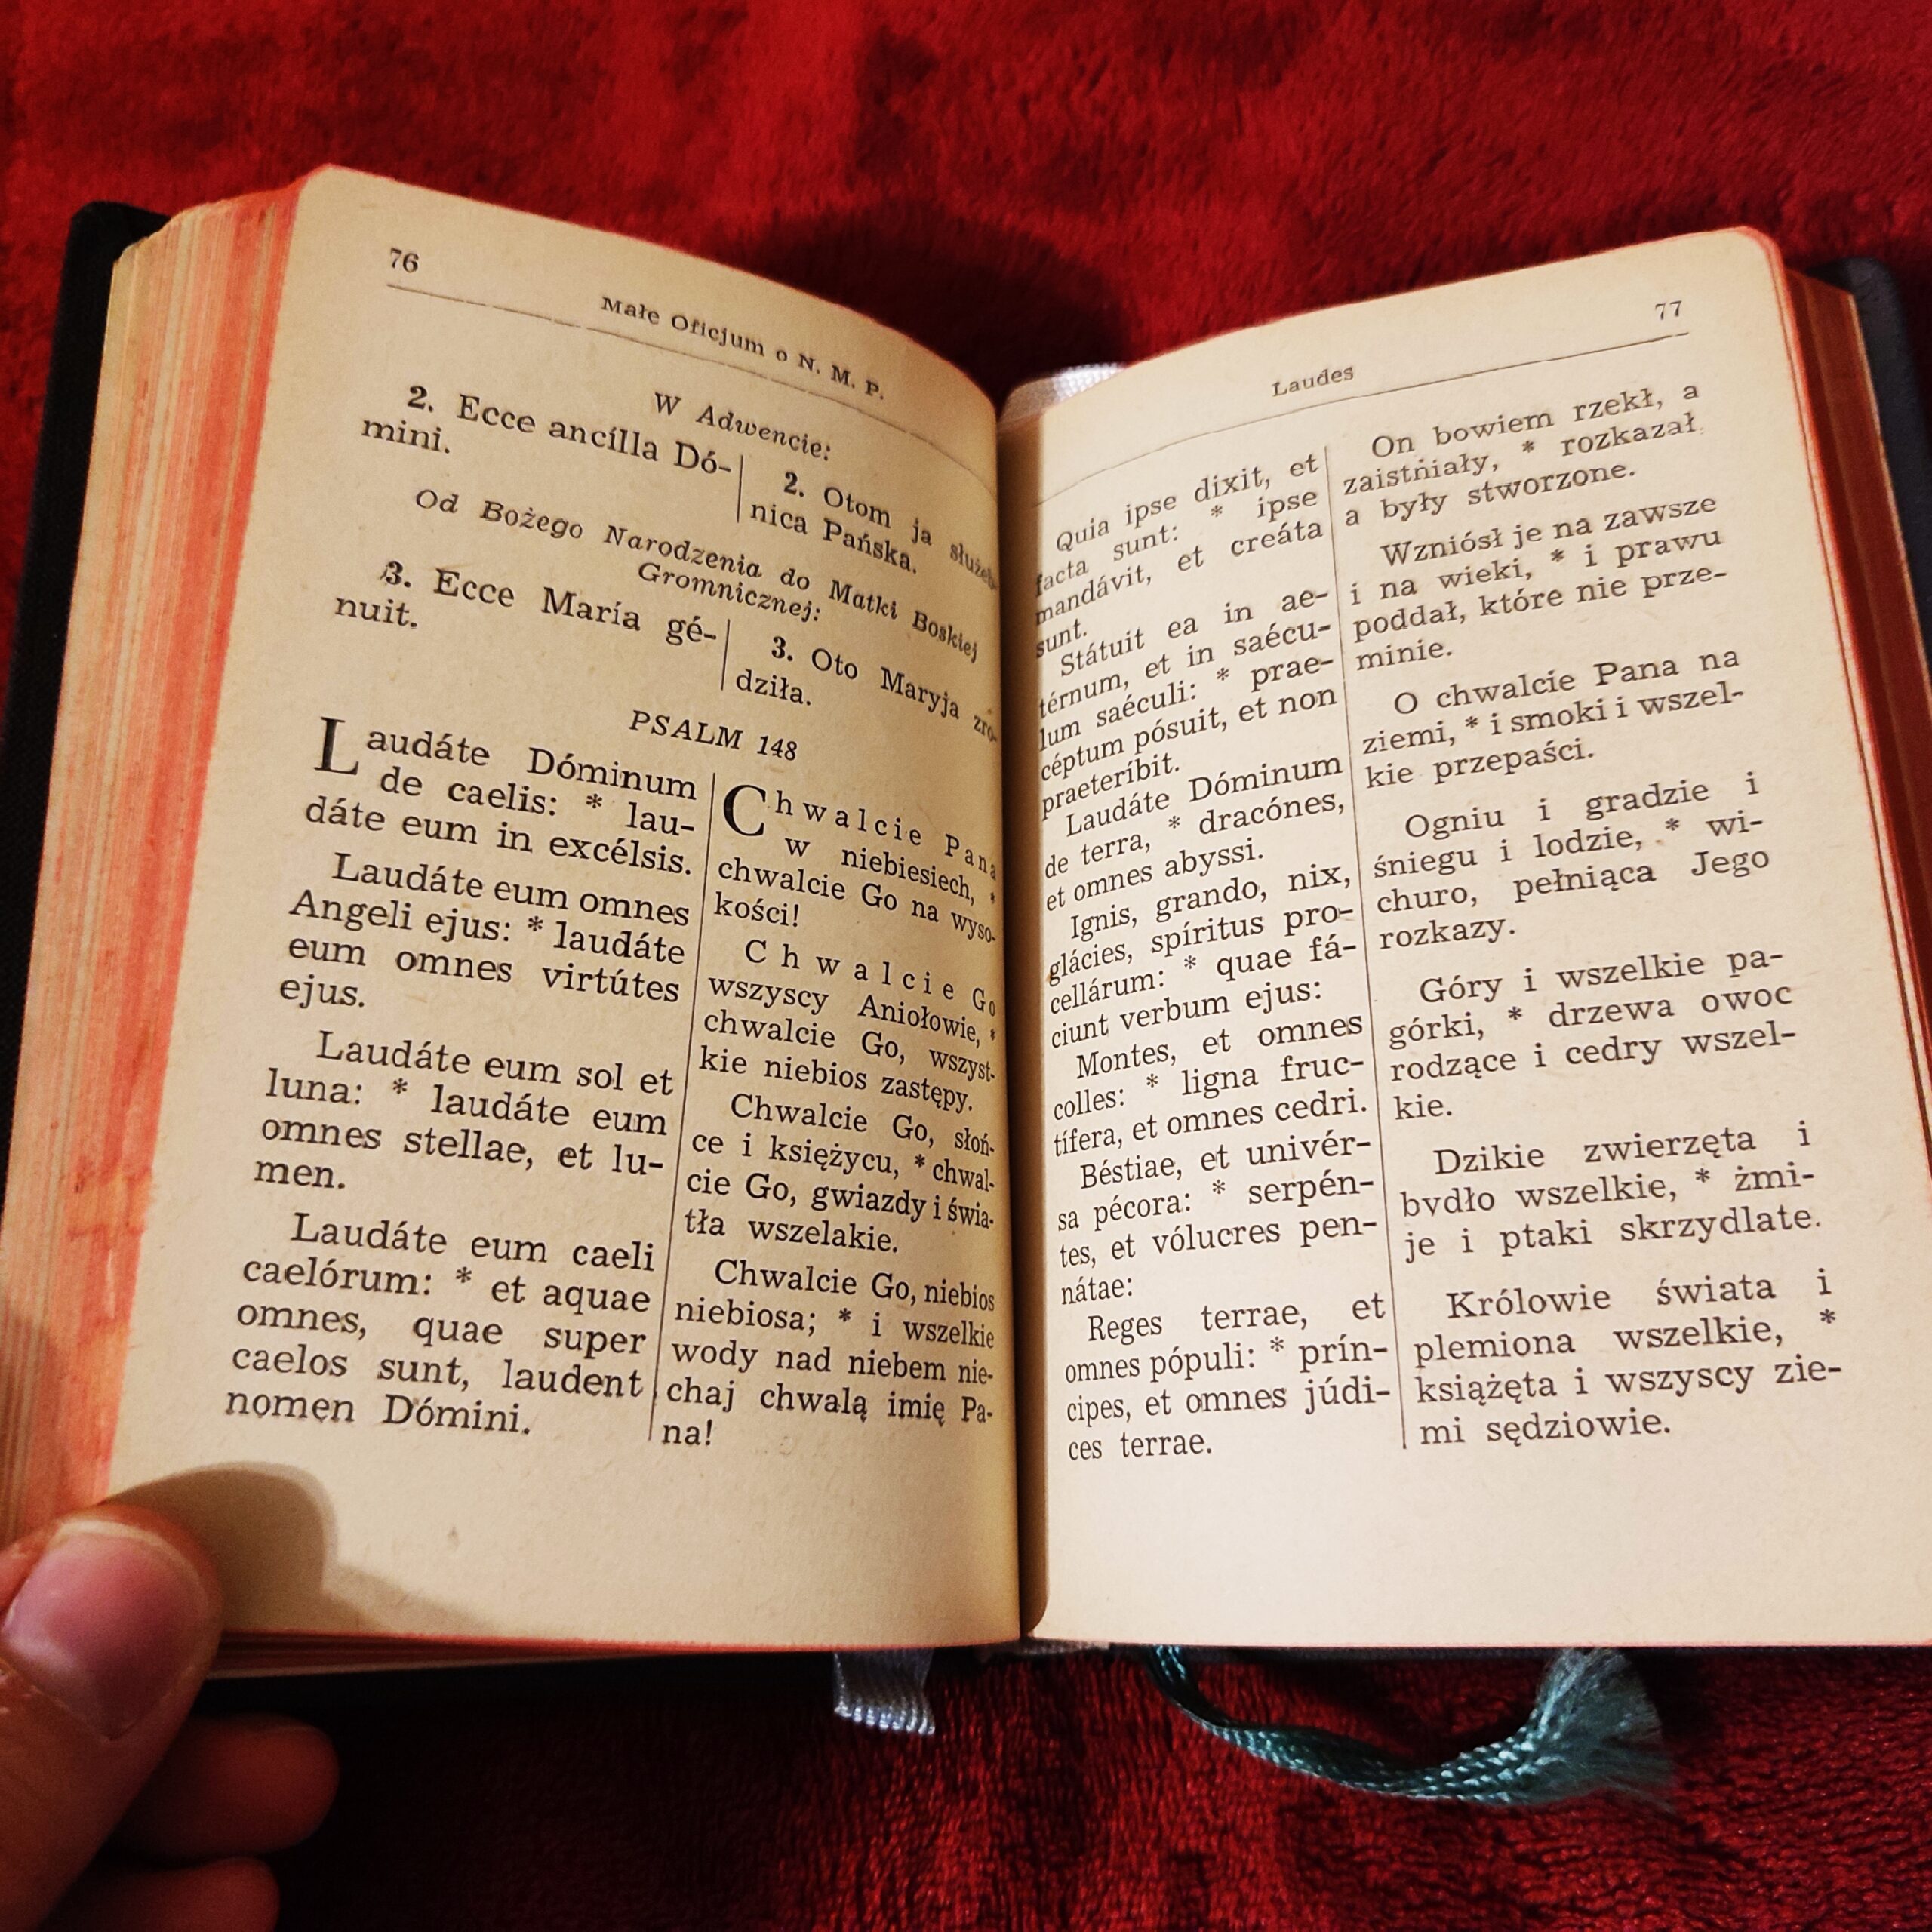 76
Małe Oficjum o N. M. P.
W Adwencie:
2. Ecce ancílla Dó-
mini.
2. Otom ja służeb-
nica Pańska.
Od Bożego Narodzenia do Matki Boskiej
Gromnicznej:
3. Ecce María gé-
nuit.
3. Oto Maryja zro-
dziła.
PSALM 148
Laudáte Dóminum
de caelis: * lau-
dáte eum in excélsis.
Laudáte eum omnes
Angeli ejus: * laudáte
eum omnes virtútes
ejus.
Laudáte eum sol et
luna: * laudáte eum
omnes stellae, et lu-
men.
Laudáte eum caeli
caelórum: * et aquae
omnes, quae super
caelos sunt, laudent
nomen Dómini.
Chwalcie Pana
w niebiesiech, *
chwalcie Go na wyso-
kości!
Chwalcie Go
wszyscy Aniołowie, *
chwalcie Go, wszyst-
kie niebios zastępy.
Chwalcie Go, słoń-
ce i księżycu, * chwal-
cie Go, gwiazdy i świa-
tła wszelakie.
Chwalcie Go, niebios
niebiosa; * i wszelkie
wody nad niebem nie-
chaj chwalą imię Pa-
na!
77
Laudes
Quia ipse dixit, et
facta sunt: * ipse
mandávit, et creáta
sunt.
Státuit ea in ae-
térnum, et in saécu-
lum saéculi: * prae-
céptum pósuit, et non
praeteríbit.
Laudáte Dóminum
de terra, * dracónes,
et omnes abyssi.
Ignis, grando, nix,
glácies, spíritus pro-
cellárum: * quae fá-
ciunt verbum ejus:
Montes, et omnes
colles: * ligna fruc-
tífera, et omnes cedri.
Béstiae, et univér-
sa pécora: * serpén-
tes, et vólucres pen-
nátae:
Reges terrae, et
omnes pópuli: * prín-
cipes, et omnes júdi-
ces terrae.
On bowiem rzekł, a
zaistniały, * rozkazał
a były stworzone.
Wzniósł je na zawsze
i na wieki, * i prawu
poddał, które nie prze-
minie.
O chwalcie Pana na
ziemi, * i smoki i wszel-
kie przepaści.
Ogniu i gradzie i
śniegu i lodzie, * wi-
churo, pełniąca Jego
rozkazy.
Góry i wszelkie pa-
górki, * drzewa owoc
rodzące i cedry wszel-
kie.
Dzikie zwierzęta i
bydło wszelkie, * żmi-
je i ptaki skrzydlate.
Królowie świata i
plemiona wszelkie, *
książęta i wszyscy zie-
mi sędziowie.